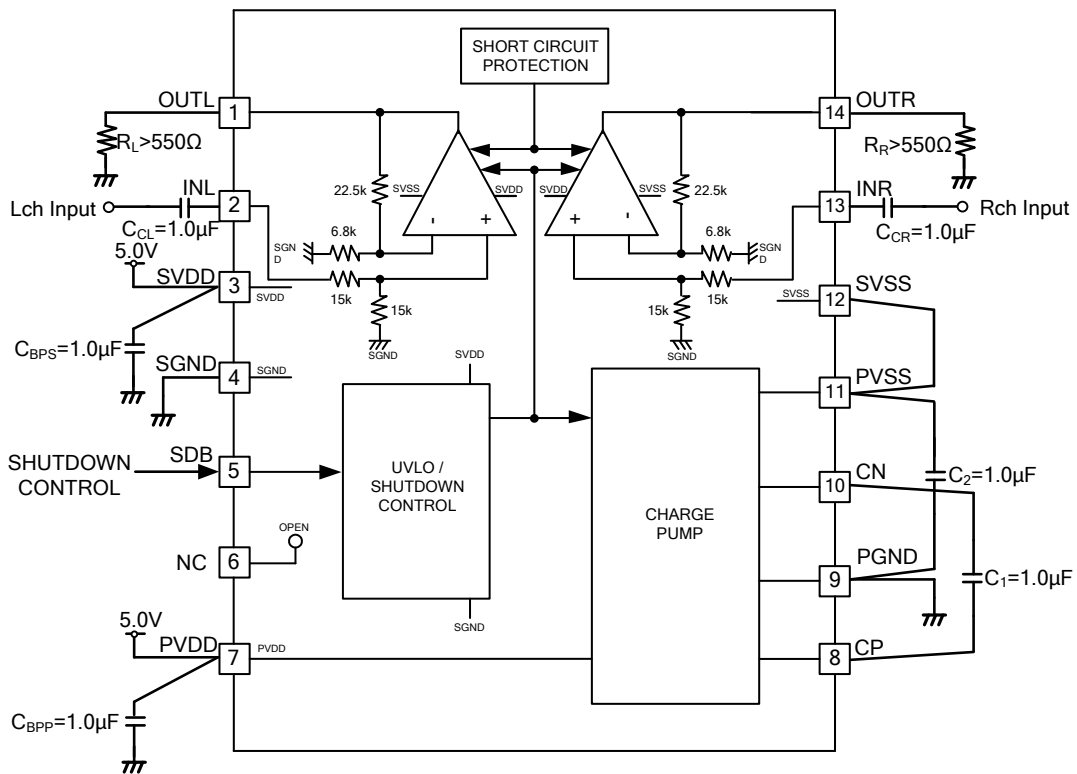 SHORT CIRCUIT
PROTECTION
OUTL
1
14
OUTR
RL>550Ω
RR>550Ω
22.5k
SVSS
SVDD
SVDD
SVSS
22.5k
INL
2
13
INR
Lch Input
Rch Input
CCL=1.0µF
CCR=1.0µF
-
+
+
-
6.8k
6.8k
SGN
D
SGN
D
15k
15k
15k
15k
SGND
SGND
5.0V
SVDD
3
SVDD
SVSS
12
SVSS
CBPS=1.0µF
SGND
4
SGND
SVDD
11
PVSS
SHUTDOWN
CONTROL
SDB
5
UVLO /
SHUTDOWN
CONTROL
10
CN
C2=1.0µF
CHARGE
PUMP
NC
6
OPEN
9
PGND
C1=1.0µF
SGND
5.0V
PVDD
7
PVDD
8
CP
CBPP=1.0µF